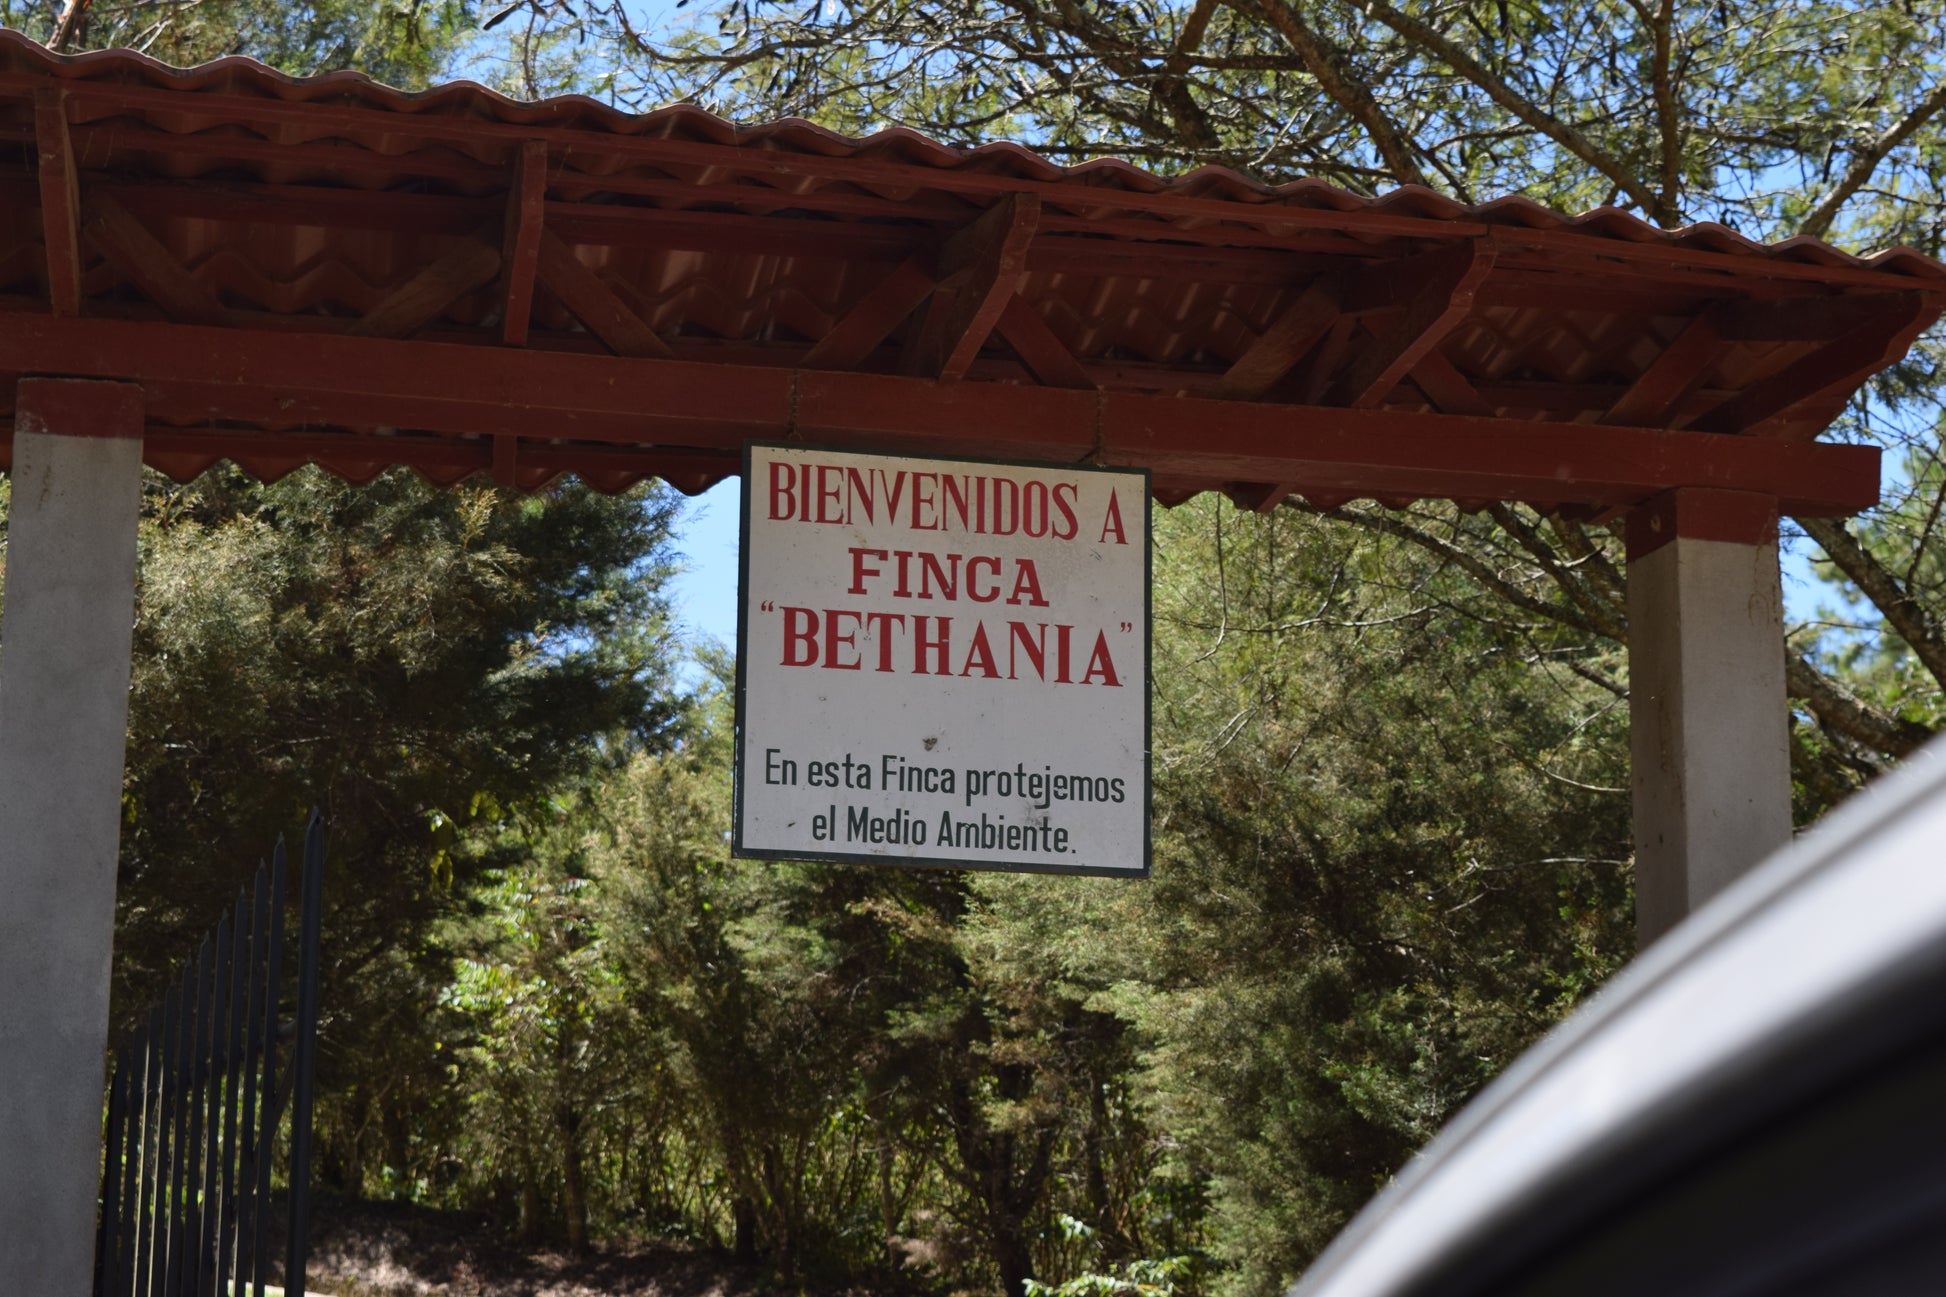 BIENVENIDOS A
FINCA
“BETHANIA”
En esta Finca protejemos
el Medio Ambiente.